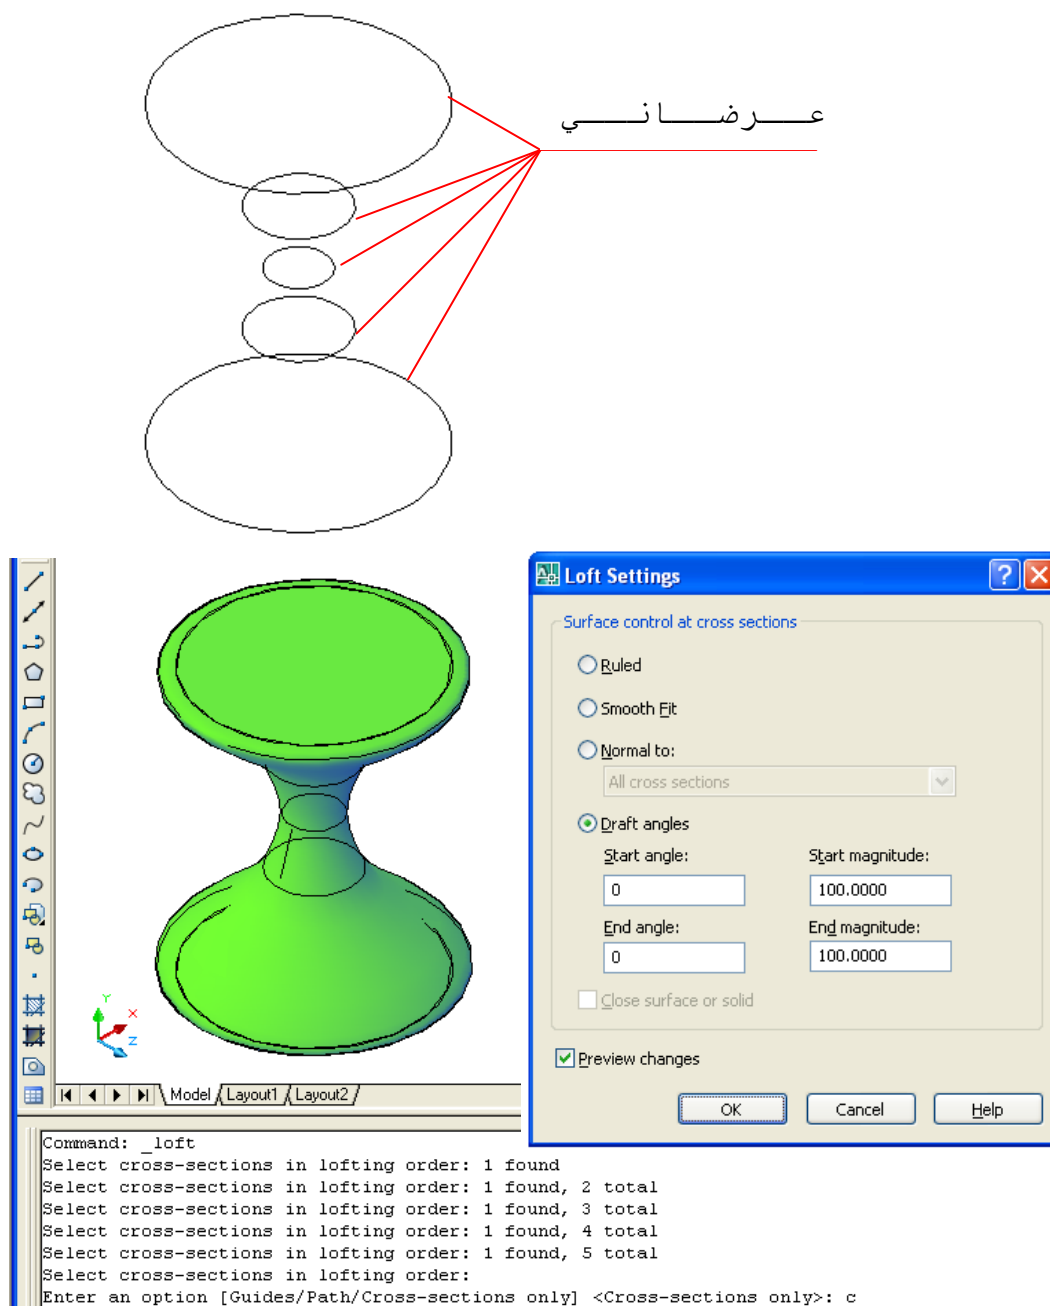 عرضاني
Loft Settings
Surface control at cross sections
Ruled
Smooth Fit
Normal to:
All cross sections
Draft angles
Start angle: Start magnitude:
0 100.0000
End angle: End magnitude:
0 100.0000
Close surface or solid
Preview changes
OK Cancel Help
Y
X
Z
Model Layout1 Layout2
Command: _loft
Select cross-sections in lofting order: 1 found
Select cross-sections in lofting order: 1 found, 2 total
Select cross-sections in lofting order: 1 found, 3 total
Select cross-sections in lofting order: 1 found, 4 total
Select cross-sections in lofting order: 1 found, 5 total
Select cross-sections in lofting order:
Enter an option [Guides/Path/Cross-sections only] <Cross-sections only>: c